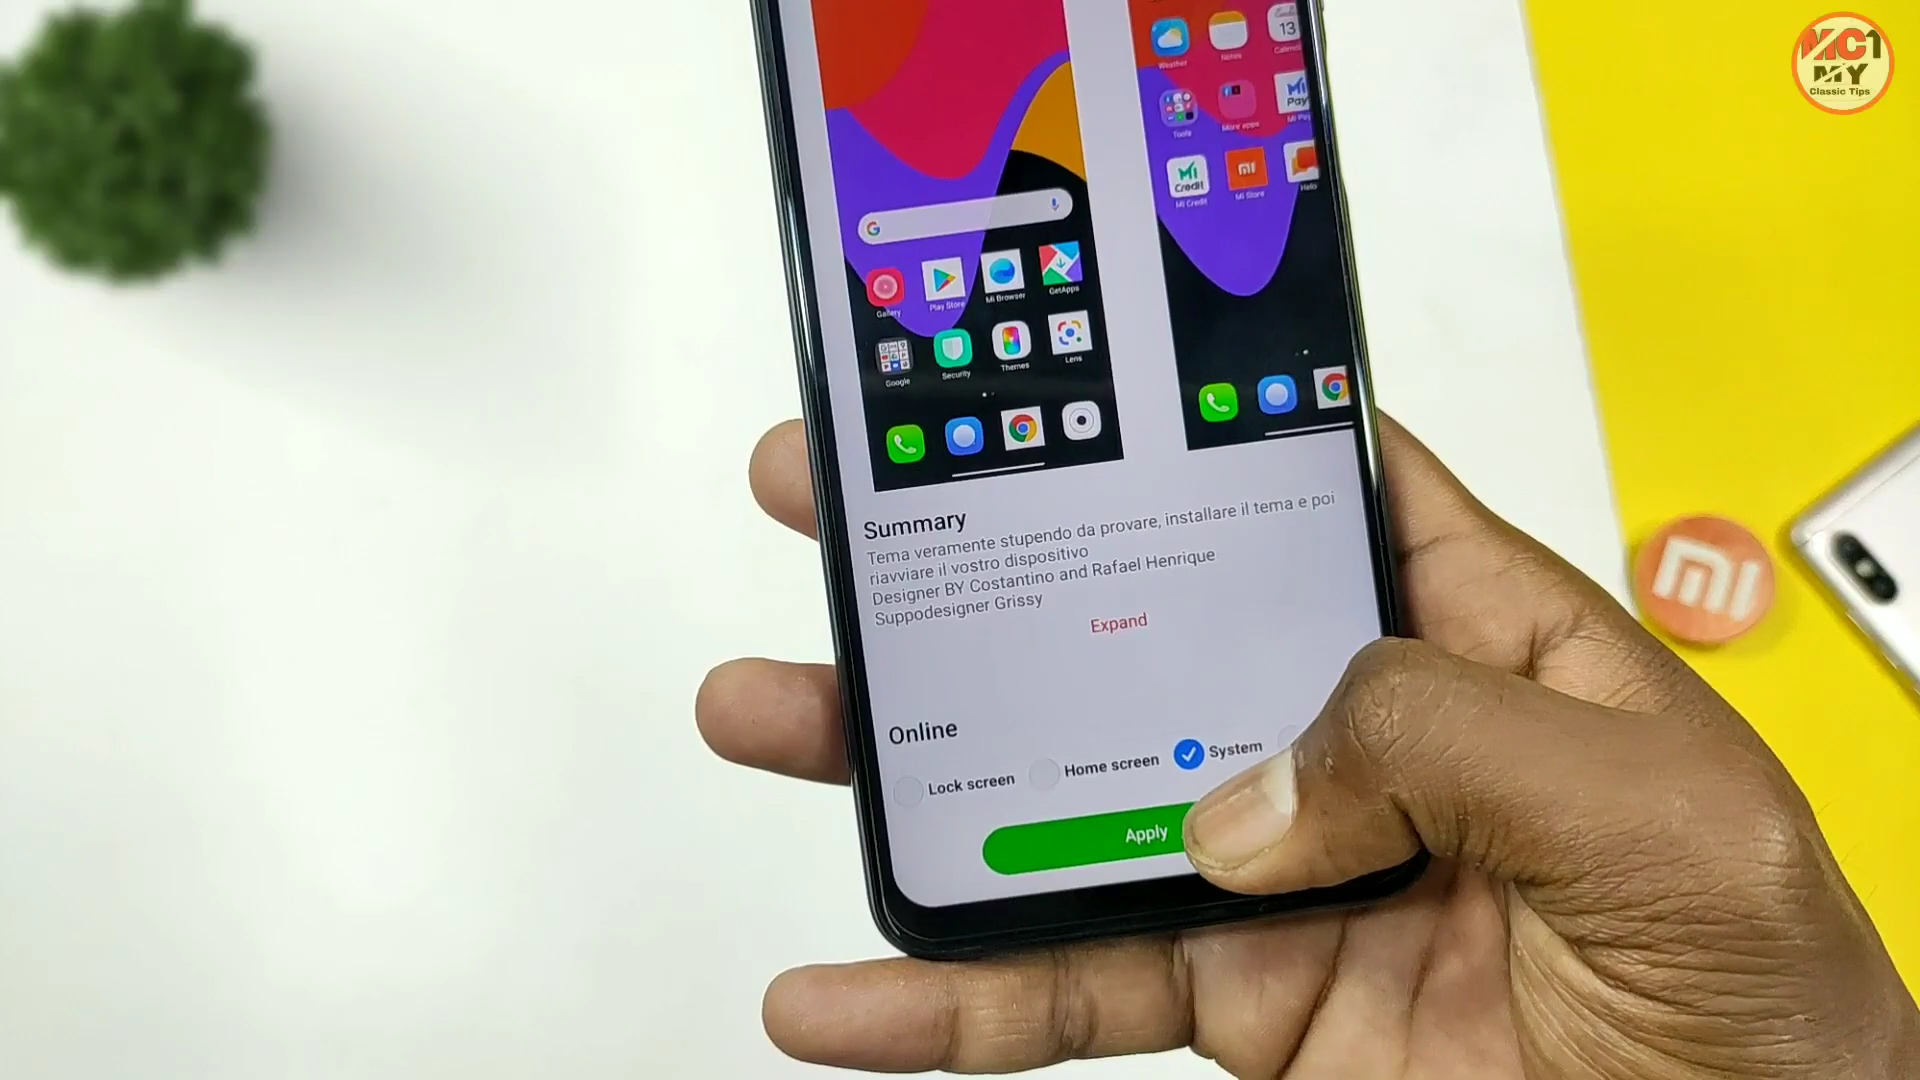 MC1
MY
Classic Tips
Weather
Notes
13
Tools
More apps
Mi Pay
Mi Credit
Mi Credit
mi
Mi Store
Gallery
Play Store
Mi Browser
GetApps
Google
Security
Themes
Lens
Summary
Tema veramente stupendo da provare, installare il tema e poi
riavviare il vostro dispositivo
Designer BY Costantino and Rafael Henrique
Suppodesigner Grissy
Expand
Online
Lock screen
Home screen
System
Apply
mi